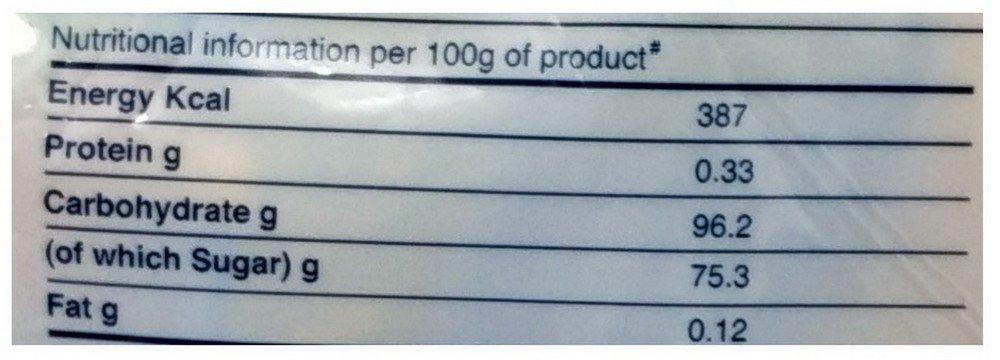 Nutritional information per 100g of product#
Energy Kcal 387
Protein g 0.33
Carbohydrate g 96.2
(of which Sugar) g 75.3
Fat g 0.12